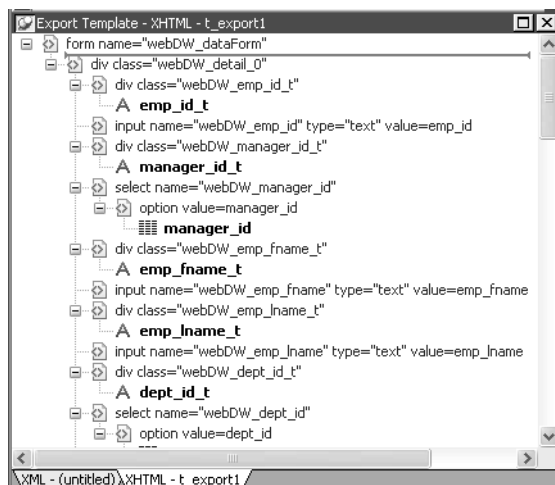 Export Template - XHTML - t_export1
form name="webDW_dataForm"
div class="webDW_detail_0"
div class="webDW_emp_id_t"
A emp_id_t
input name="webDW_emp_id" type="text" value=emp_id
div class="webDW_manager_id_t"
A manager_id_t
select name="webDW_manager_id"
option value=manager_id
manager_id
div class="webDW_emp_fname_t"
A emp_fname_t
input name="webDW_emp_fname" type="text" value=emp_fname
div class="webDW_emp_lname_t"
A emp_lname_t
input name="webDW_emp_lname" type="text" value=emp_lname
div class="webDW_dept_id_t"
A dept_id_t
select name="webDW_dept_id"
option value=dept_id
XML - (untitled) XHTML - t_export1